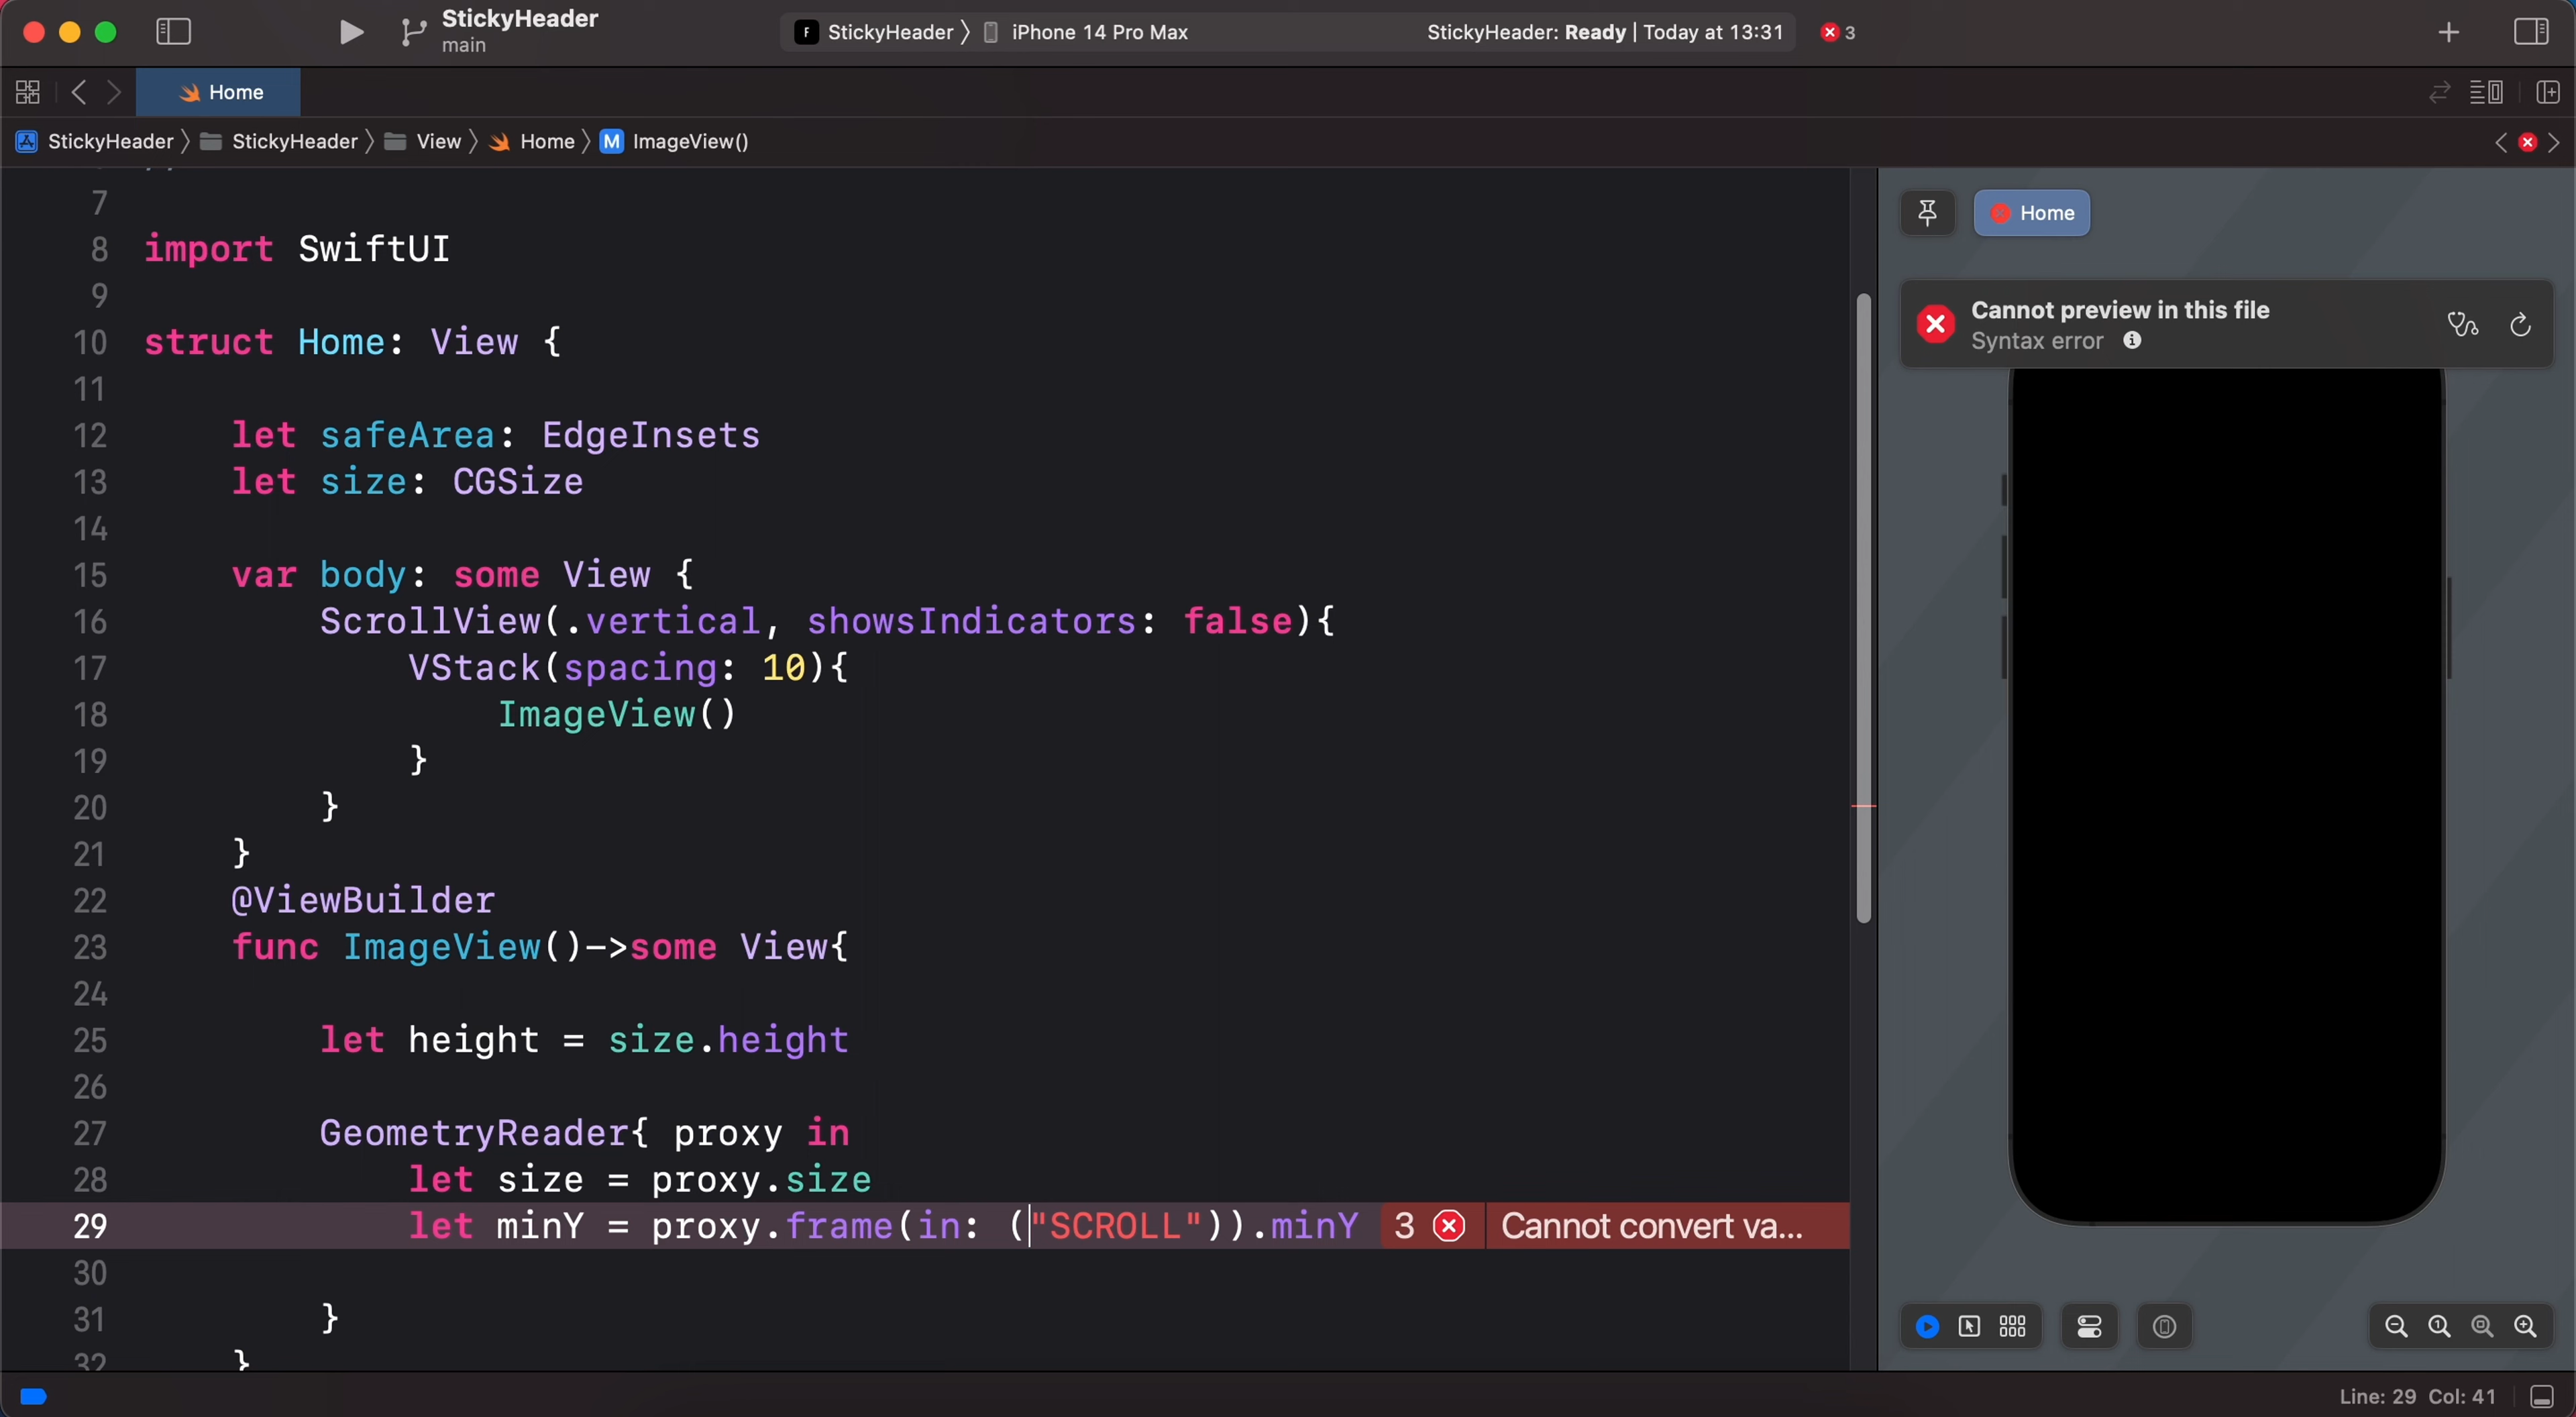 StickyHeader
main
StickyHeader 〉 iPhone 14 Pro Max
StickyHeader: Ready | Today at 13:31
3
Home
StickyHeader 〉 StickyHeader 〉 View 〉 Home 〉 M ImageView()
7
8 import SwiftUI
9
10 struct Home: View {
11
12 let safeArea: EdgeInsets
13 let size: CGSize
14
15 var body: some View {
16 ScrollView(.vertical, showsIndicators: false){
17 VStack(spacing: 10){
18 ImageView()
19 }
20 }
21 }
22 @ViewBuilder
23 func ImageView()->some View{
24
25 let height = size.height
26
27 GeometryReader{ proxy in
28 let size = proxy.size
29 let minY = proxy.frame(in: ("SCROLL")).minY 3 Cannot convert va...
30
31 }
32 }
Home
Cannot preview in this file
Syntax error
Line: 29 Col: 41